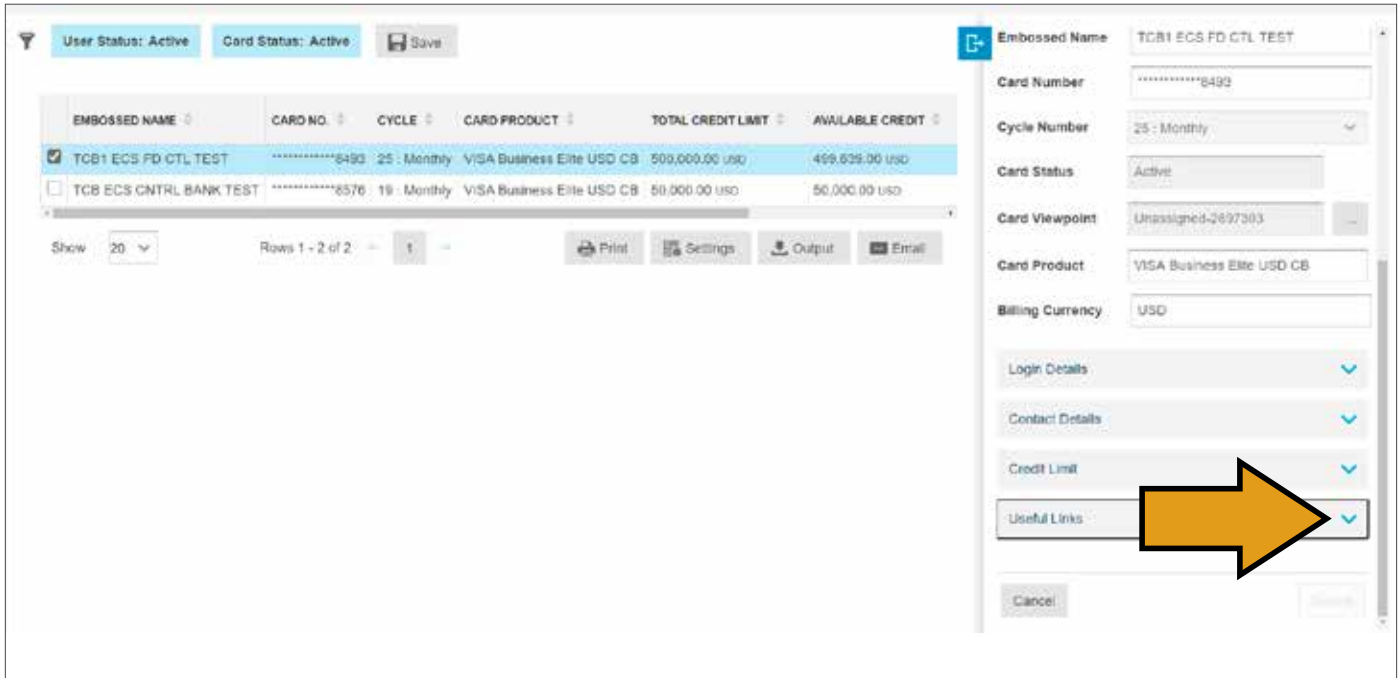 User Status: Active Card Status: Active Save
EMBOSSED NAME CARD NO. CYCLE CARD PRODUCT TOTAL CREDIT LIMIT AVAILABLE CREDIT
TCB1 ECS FD CTL TEST ************8493 25 : Monthly VISA Business Elite USD CB 500,000.00 USD 499,639.00 USD
TCB ECS CNTRL BANK TEST ************8576 19 : Monthly VISA Business Elite USD CB 50,000.00 USD 50,000.00 USD
Show 20 Rows 1 - 2 of 2 1 Print Settings Output Email
Embossed Name TCB1 ECS FD CTL TEST
Card Number ************8493
Cycle Number 25 : Monthly
Card Status Active
Card Viewpoint Unassigned-2697303 ...
Card Product VISA Business Elite USD CB
Billing Currency USD
Login Details
Contact Details
Credit Limit
Useful Links
Cancel